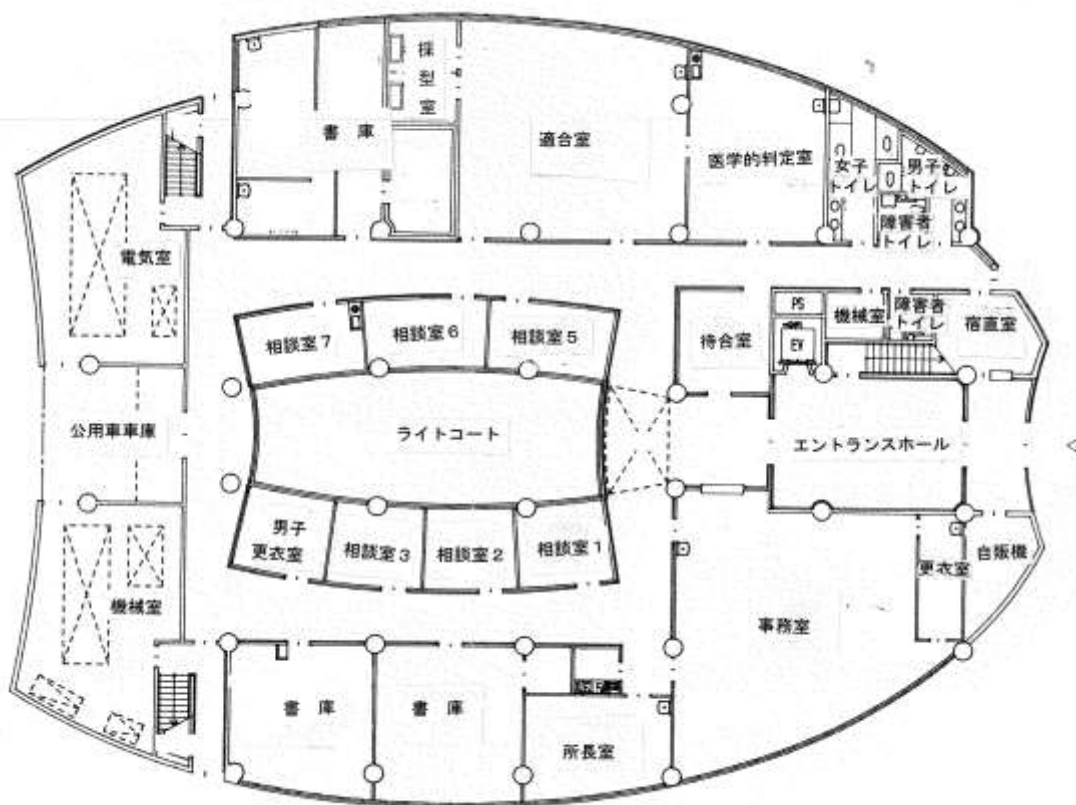 採
型
室
書 庫
適合室
医学的判定室
女子
トイレ
男子
トイレ
障害者
トイレ
電気室
相談室7
相談室6
相談室5
待合室
PS
EV
機械室
障害者
トイレ
宿直室
公用車車庫
ライトコート
エントランスホール
男子
更衣室
相談室3
相談室2
相談室1
更衣室
自販機
機械室
事務室
書 庫
書 庫
所長室